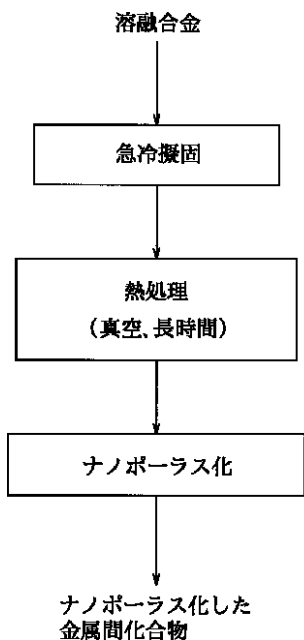 溶融合金
急冷擬固
熱処理
(真空、長時間)
ナノポーラス化
ナノポーラス化した
金属間化合物